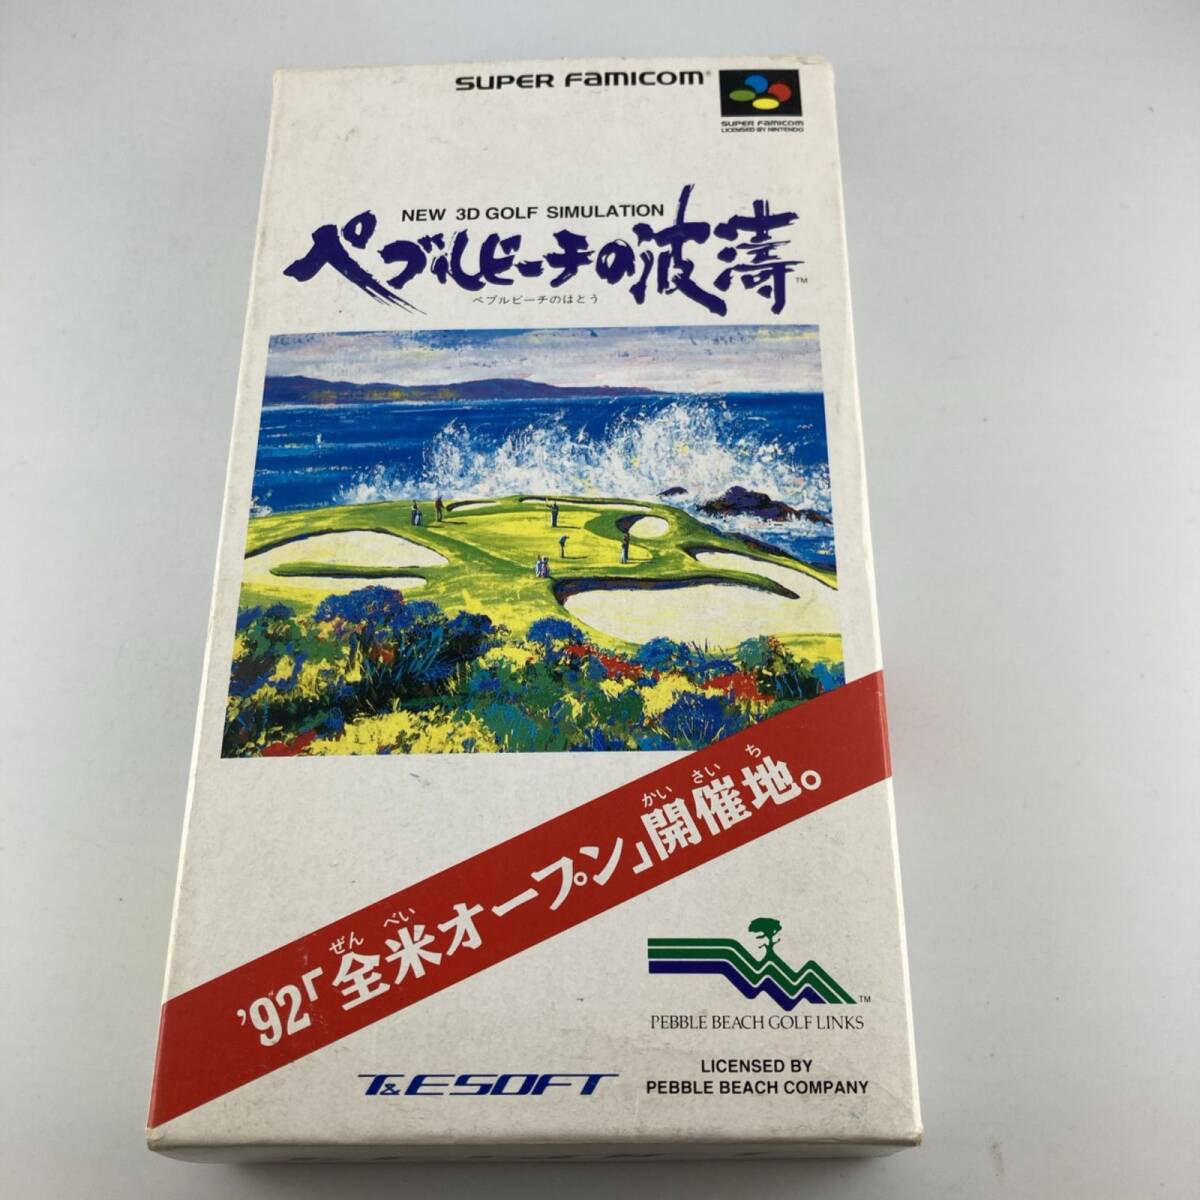 SUPER FAMICOM
SUPER FAMICOM
LICENSED BY NINTENDO
NEW 3D GOLF SIMULATION
ペブルビーチの波濤™
ペブルビーチのはとう
ぜん べい かい さい ち
'92「全米オープン」開催地。
™
PEBBLE BEACH GOLF LINKS
T&ESOFT
LICENSED BY
PEBBLE BEACH COMPANY